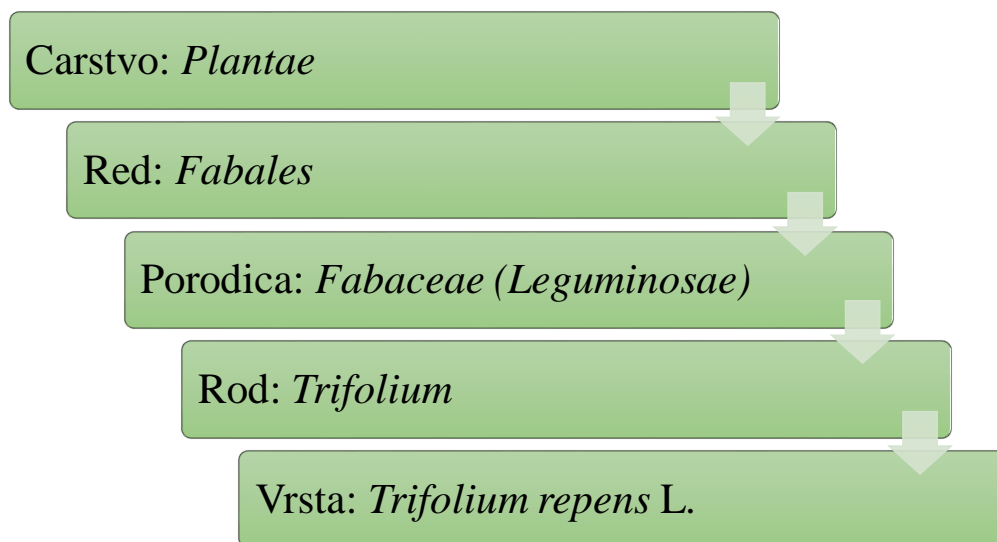 Carstvo: Plantae
Red: Fabales
Porodica: Fabaceae (Leguminosae)
Rod: Trifolium
Vrsta: Trifolium repens L.